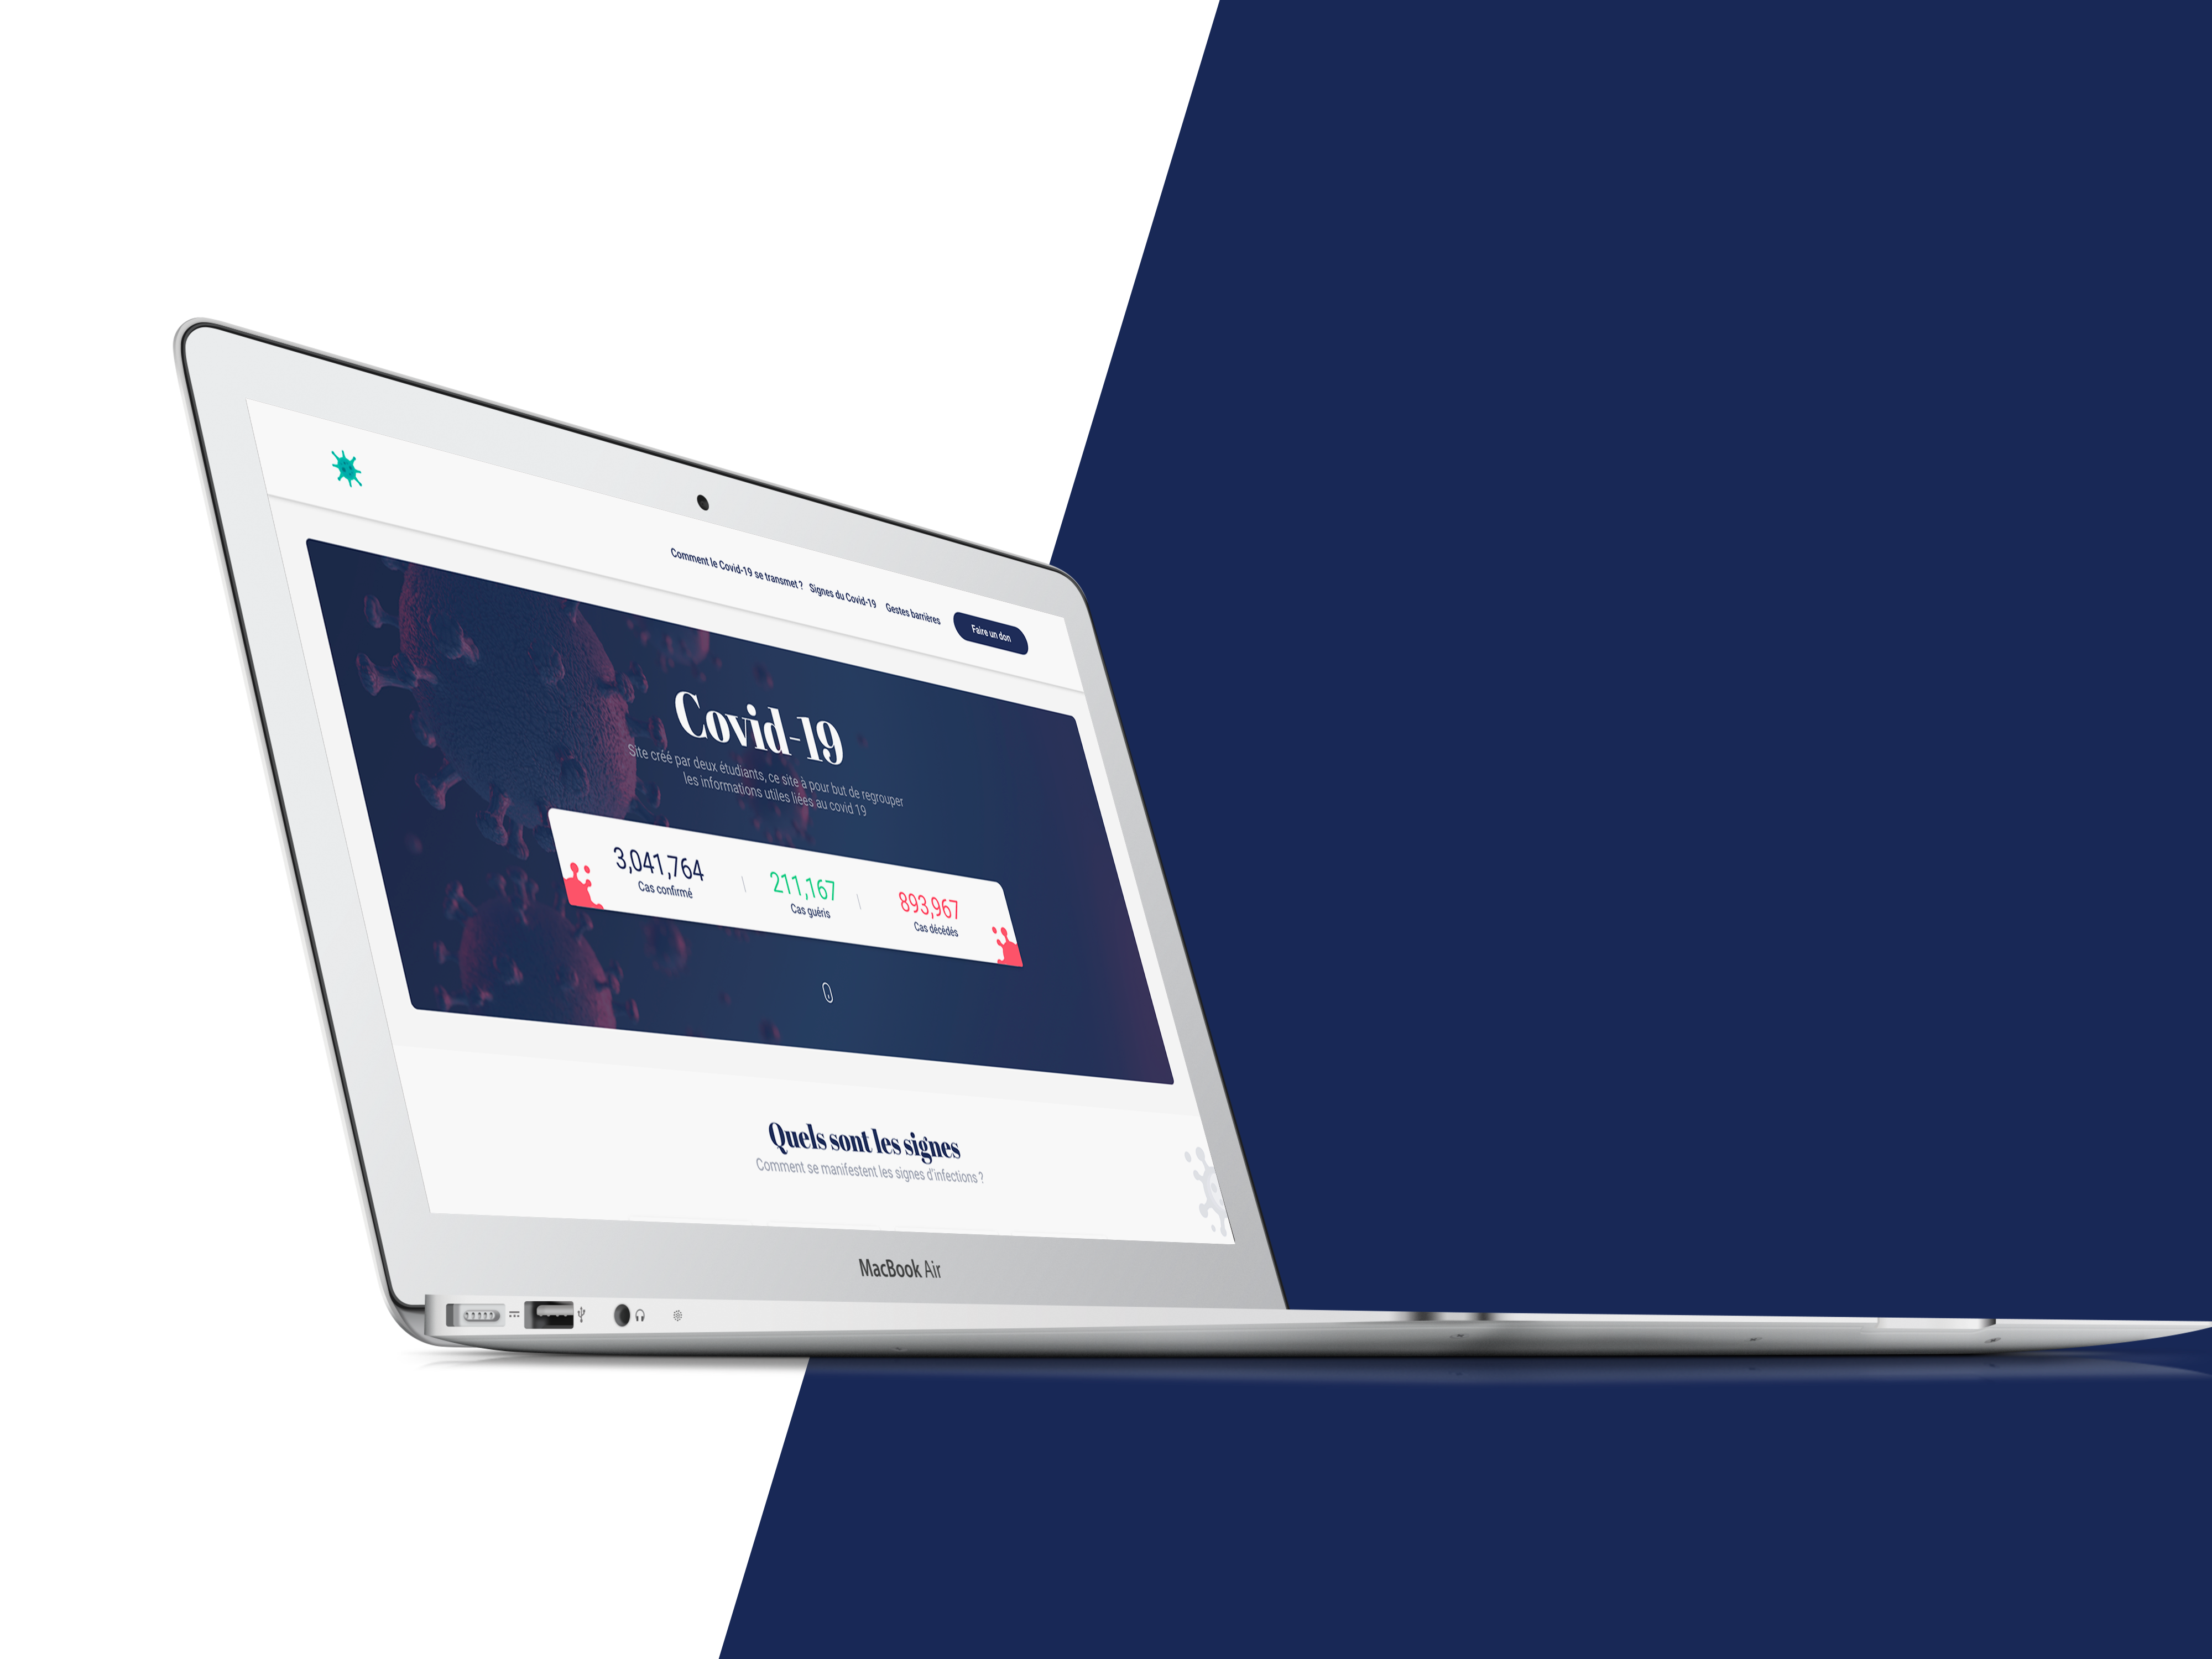 Comment le Covid-19 se transmet ? Signes du Covid-19 Gestes barrières Faire un don
Covid-19
Site créé par deux étudiants, ce site à pour but de regrouper
les informations utiles liées au covid 19
3,041,764 211,167 893,967
Cas confirmé Cas guéris Cas décédés
Quels sont les signes
Comment se manifestent les signes d'infections ?
MacBook Air